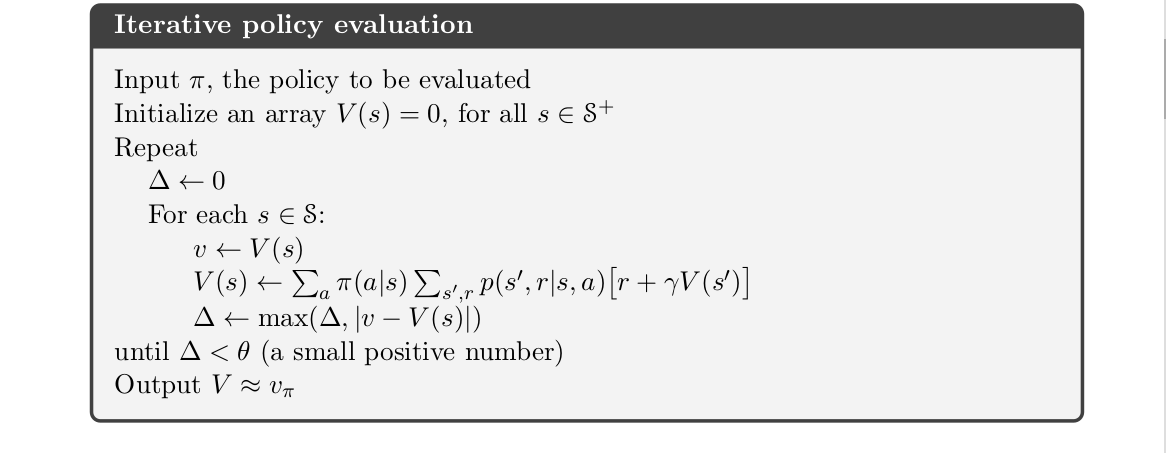 Iterative policy evaluation
Input π, the policy to be evaluated
Initialize an array V(s) = 0, for all s ∈ 𝒮⁺
Repeat
Δ ← 0
For each s ∈ 𝒮:
v ← V(s)
V(s) ← ∑ₐ π(a|s) ∑_{s′,r} p(s′, r|s, a)[r + γV(s′)]
Δ ← max(Δ, |v − V(s)|)
until Δ < θ (a small positive number)
Output V ≈ v_π